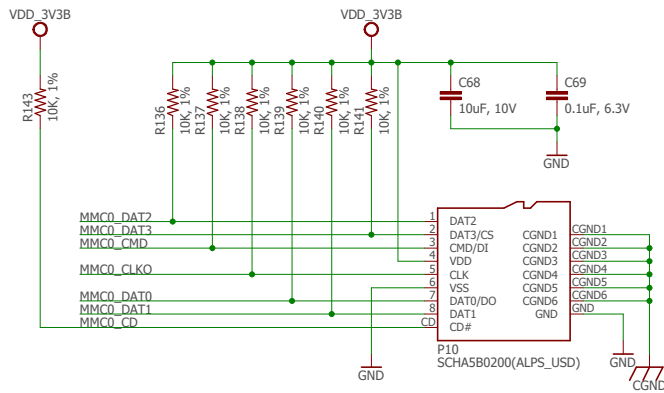 VDD_3V3B
VDD_3V3B
R143
10K, 1%
R136
10K, 1%
R137
10K, 1%
R138
10K, 1%
R139
10K, 1%
R140
10K, 1%
R141
10K, 1%
C68
10uF, 10V
C69
0.1uF, 6.3V
GND
MMC0_DAT2
MMC0_DAT3
MMC0_CMD
MMC0_CLKO
MMC0_DAT0
MMC0_DAT1
MMC0_CD
1 DAT2
2 DAT3/CS CGND1 CGND1
3 CMD/DI CGND2 CGND2
4 VDD CGND3 CGND3
5 CLK CGND4 CGND4
6 VSS CGND5 CGND5
7 DAT0/DO CGND6 CGND6
8 DAT1 GND GND
CD CD#
P10
SCHA5B0200(ALPS_USD)
GND
GND
CGND